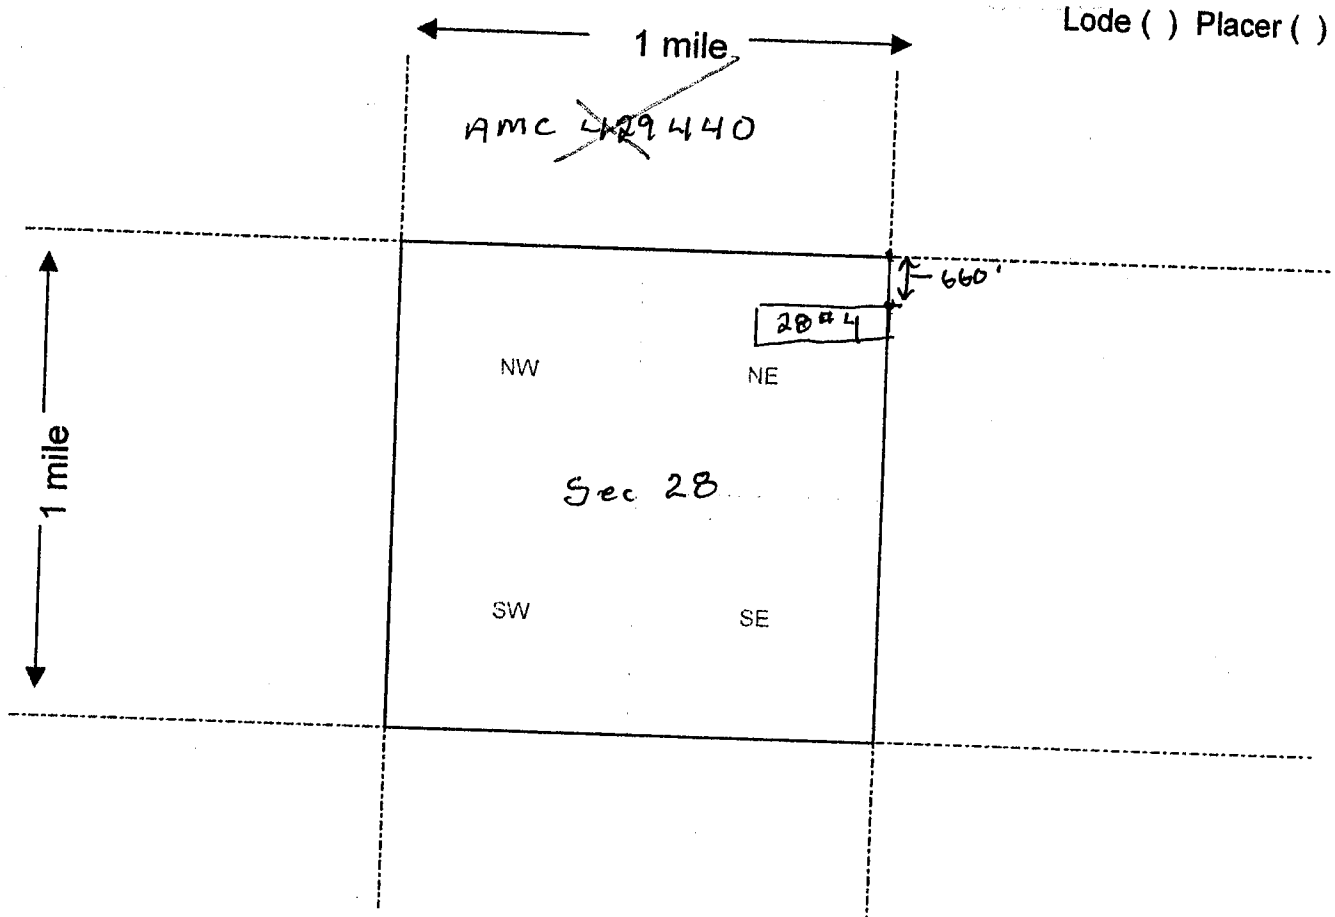 Lode ( ) Placer ( )
1 mile
AMC 429440
660'
28 #4
NW
NE
1 mile
Sec 28
SW
SE